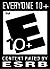 EVERYONE 10+
E
10+
CONTENT RATED BY
ESRB